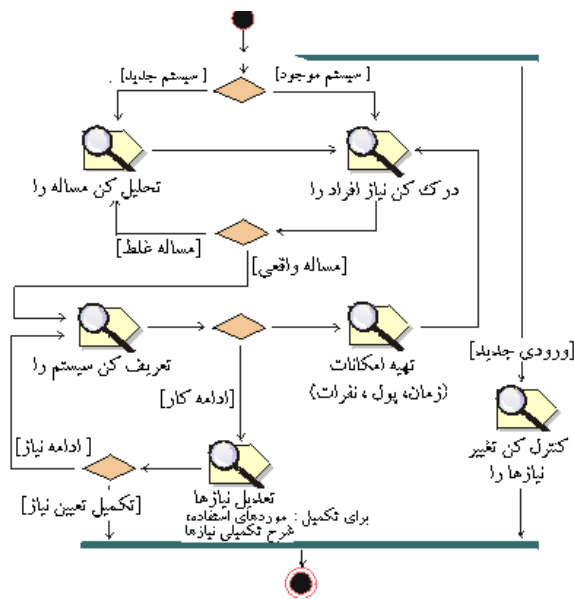 [سیستم موجود]
[سیستم جدید]
درک کن نیاز افراد را
تحلیل کن مساله را
[مساله غلط]
[مساله واقعی]
تعریف کن سیستم را
تهیه امکانات
(زمان، پول ، نفرات)
[ورودی جدید]
[ادامه کار]
کنترل کن تغییر
نیازها را
[ادامه نیاز]
[تکمیل تعیین نیاز]
تعدیل نیازها
برای تکمیل : موردهای استفاده،
شرح تکمیلی نیازها